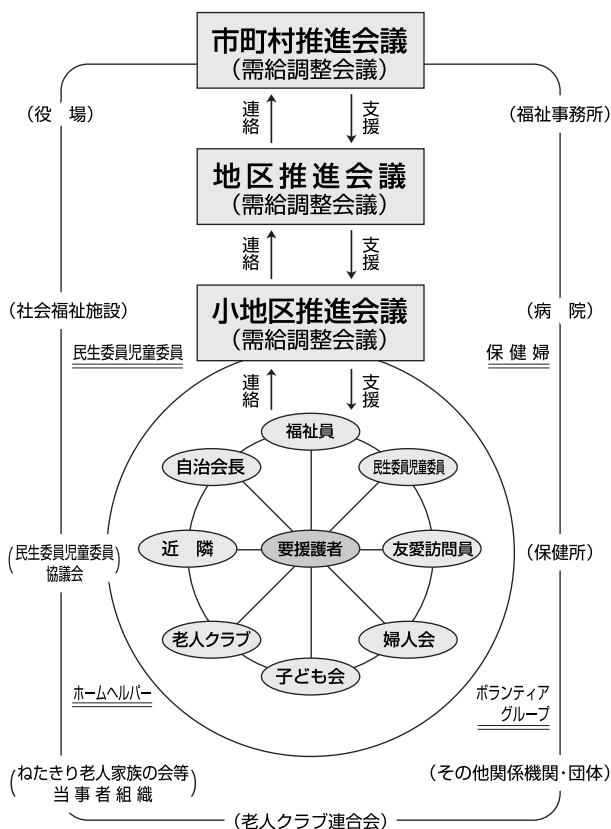 市町村推進会議
(需給調整会議)
連絡
支援
(役　場)
(福祉事務所)
地区推進会議
(需給調整会議)
連絡
支援
(社会福祉施設)
(病　院)
小地区推進会議
(需給調整会議)
民生委員児童委員
保健婦
連絡
支援
福祉員
自治会長
民生委員児童委員
近　隣
要援護者
友愛訪問員
(民生委員児童委員
協議会)
(保健所)
老人クラブ
婦人会
子ども会
ホームヘルパー
ボランティア
グループ
(ねたきり老人家族の会等
当事者組織)
(その他関係機関・団体)
(老人クラブ連合会)